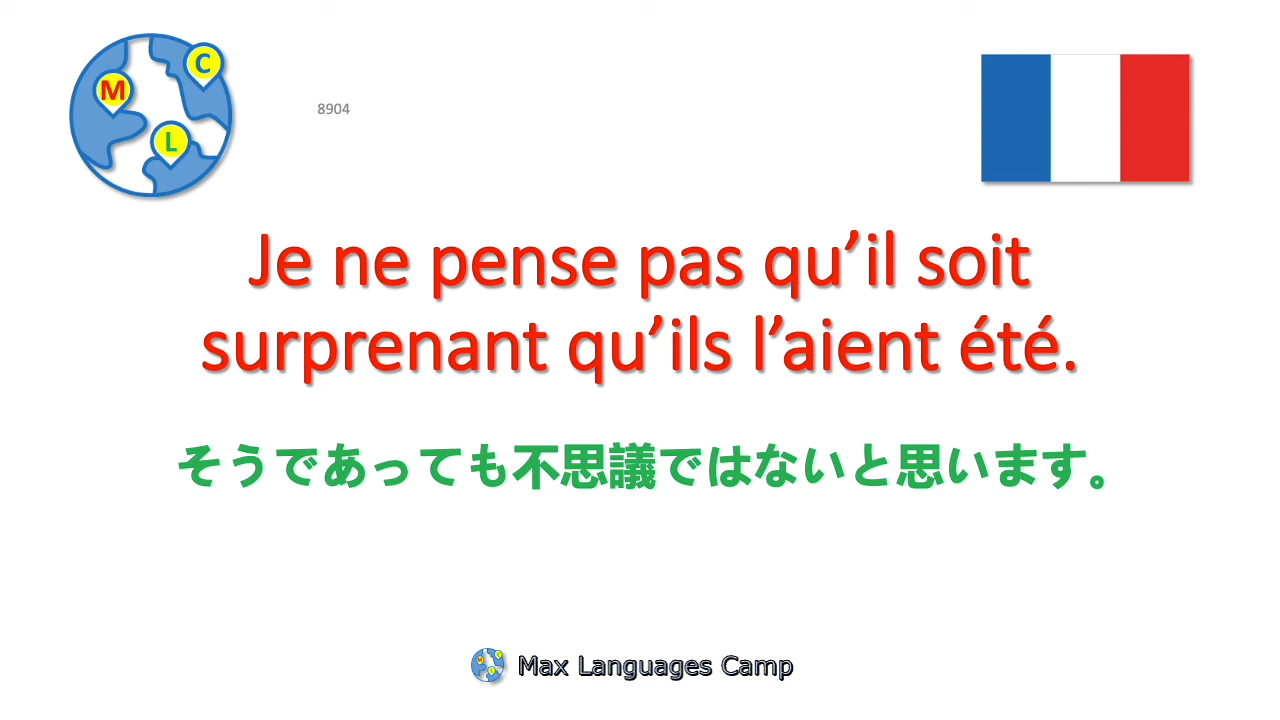 C
M
L
8904
Je ne pense pas qu’il soit
surprenant qu’ils l’aient été.
そうであっても不思議ではないと思います。
Max Languages Camp